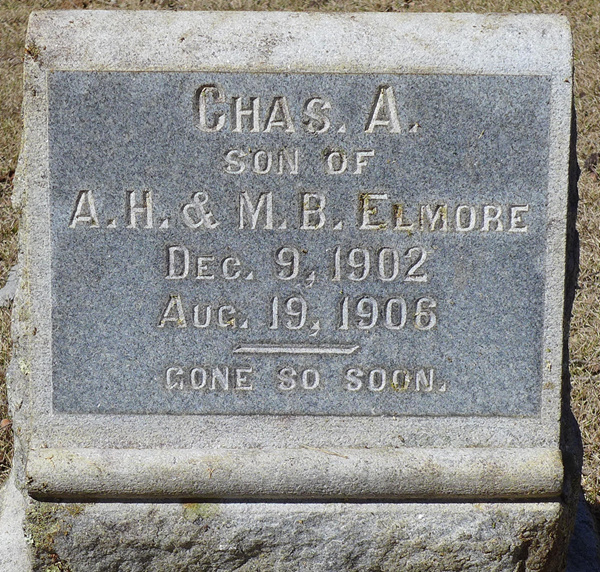 CHAS. A.
SON OF
A. H. & M. B. ELMORE
DEC. 9, 1902
AUG. 19, 1906
GONE SO SOON.